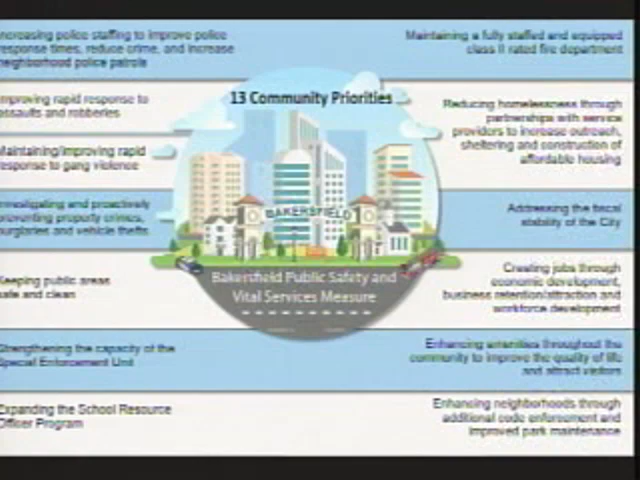 ncreasing police staffing to improve police
response times, reduce crime, and increase
neighborhood police patrols
mproving rapid response to
assaults and robberies
Maintaining/improving rapid
response to gang violence
nvestigating and proactively
preventing property crimes,
burglaries and vehicle thefts
Keeping public areas
safe and clean
Strengthening the capacity of the
Special Enforcement Unit
Expanding the School Resource
Officer Program
13 Community Priorities
BAKERSFIELD
Bakersfield Public Safety and
Vital Services Measure
Maintaining a fully staffed and equipped
class II rated fire department
Reducing homelessness through
partnerships with service
providers to increase outreach,
sheltering and construction of
affordable housing
Addressing the fiscal
stability of the City
Creating jobs through
economic development,
business retention/attraction and
workforce development
Enhancing amenities throughout the
community to improve the quality of life
and attract visitors
Enhancing neighborhoods through
additional code enforcement and
improved park maintenance